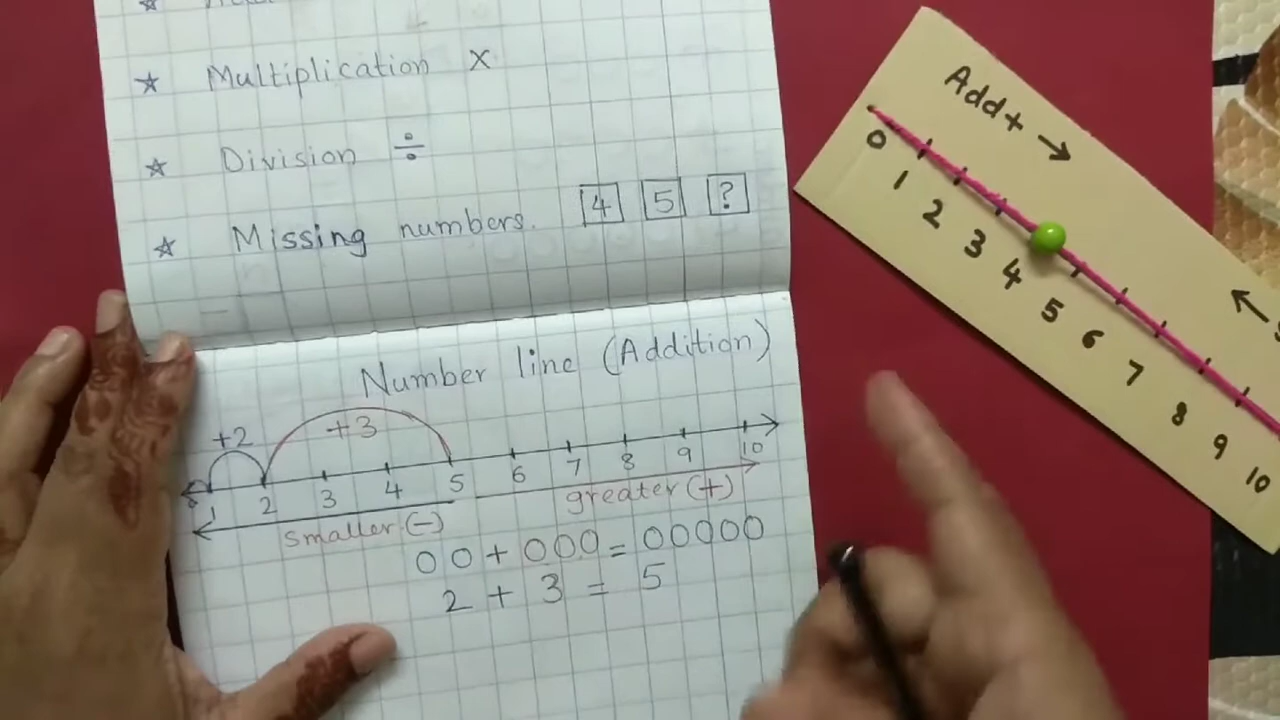 Multiplication ×
Division ÷
Missing numbers. 4 5 ?
Number line (Addition)
+2 +3
1 2 3 4 5 6 7 8 9 10
smaller (-) greater (+)
00 + 000 = 00000
2 + 3 = 5
Add+ →
0 1 2 3 4 5 6 7 8 9 10